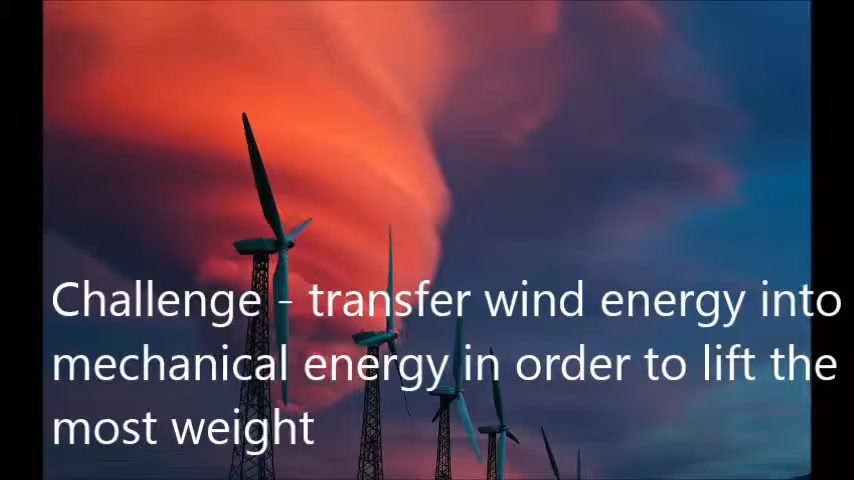 Challenge - transfer wind energy into
mechanical energy in order to lift the
most weight